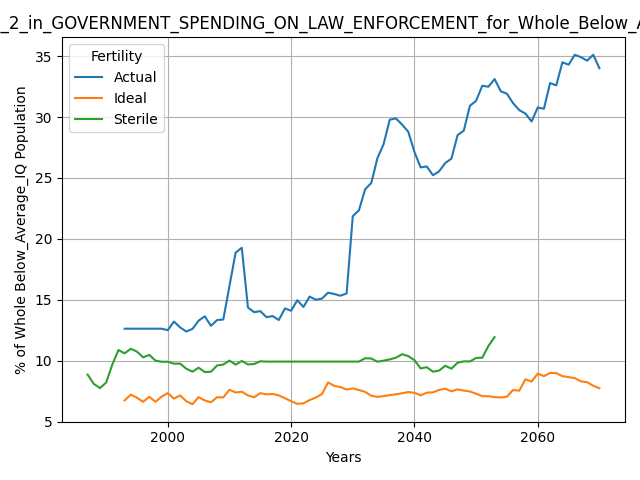 _2_in_GOVERNMENT_SPENDING_ON_LAW_ENFORCEMENT_for_Whole_Below_A
Fertility
Actual
Ideal
Sterile
% of Whole Below_Average_IQ Population
35
30
25
20
15
10
5
2000
2020
2040
2060
Years